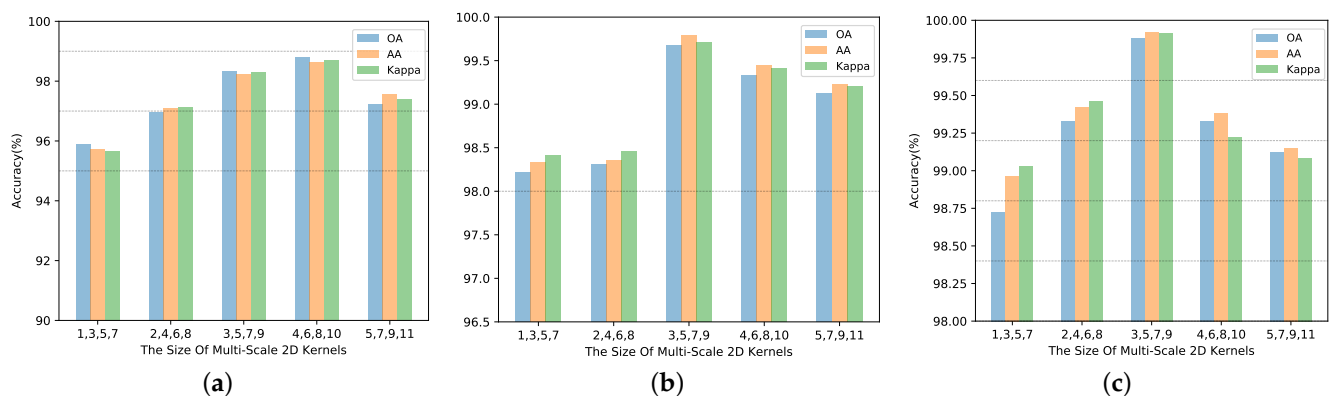 100
98
96
94
92
90
Accuracy(%)
OA
AA
Kappa
1,3,5,7
2,4,6,8
3,5,7,9
4,6,8,10
5,7,9,11
The Size Of Multi-Scale 2D Kernels
(a)
100.0
99.5
99.0
98.5
98.0
97.5
97.0
96.5
Accuracy(%)
OA
AA
Kappa
1,3,5,7
2,4,6,8
3,5,7,9
4,6,8,10
5,7,9,11
The Size Of Multi-Scale 2D Kernels
(b)
100.00
99.75
99.50
99.25
99.00
98.75
98.50
98.25
98.00
Accuracy(%)
OA
AA
Kappa
1,3,5,7
2,4,6,8
3,5,7,9
4,6,8,10
5,7,9,11
The Size Of Multi-Scale 2D Kernels
(c)